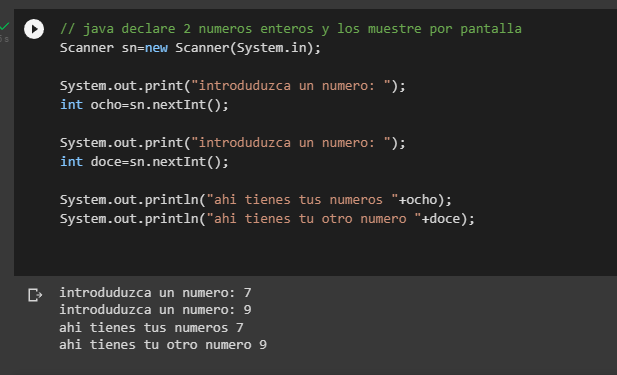 // java declare 2 numeros enteros y los muestre por pantalla
Scanner sn=new Scanner(System.in);
System.out.print("introduduzca un numero: ");
int ocho=sn.nextInt();
System.out.print("introduduzca un numero: ");
int doce=sn.nextInt();
System.out.println("ahi tienes tus numeros "+ocho);
System.out.println("ahi tienes tu otro numero "+doce);
introduduzca un numero: 7
introduduzca un numero: 9
ahi tienes tus numeros 7
ahi tienes tu otro numero 9